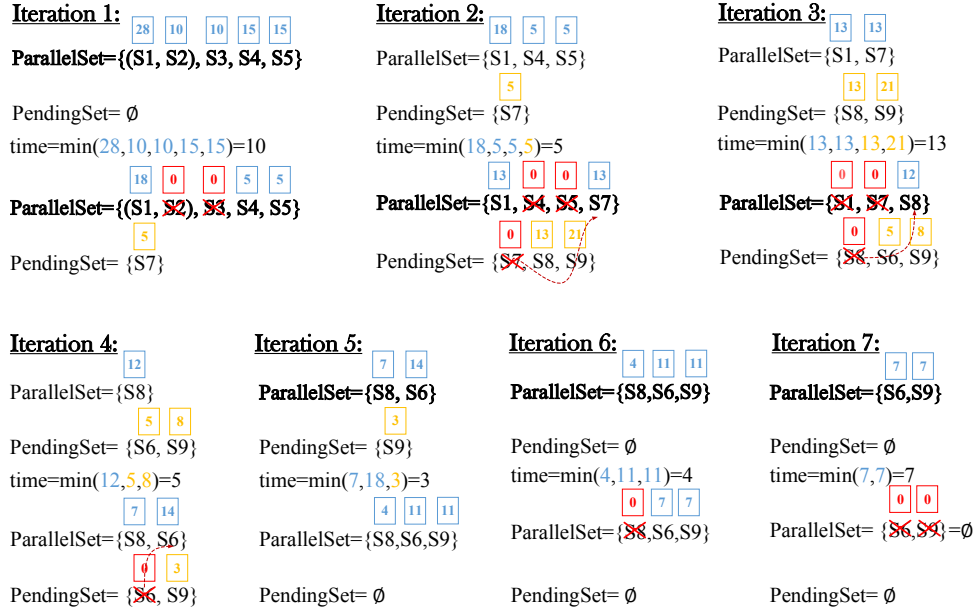 Iteration 1:
28 10 10 15 15
ParallelSet={(S1, S2), S3, S4, S5}
PendingSet= ∅
time=min(28,10,10,15,15)=10
18 0 0 5 5
ParallelSet={(S1, S2), S3, S4, S5}
5
PendingSet= {S7}
Iteration 2:
18 5 5
ParallelSet={S1, S4, S5}
5
PendingSet= {S7}
time=min(18,5,5,5)=5
13 0 0 13
ParallelSet={S1, S4, S5, S7}
0 13 21
PendingSet= {S7, S8, S9}
Iteration 3:
13 13
ParallelSet={S1, S7}
13 21
PendingSet= {S8, S9}
time=min(13,13,13,21)=13
0 0 12
ParallelSet={S1, S7, S8}
0 5 8
PendingSet= {S8, S6, S9}
Iteration 4:
12
ParallelSet={S8}
5 8
PendingSet= {S6, S9}
time=min(12,5,8)=5
7 14
ParallelSet={S8, S6}
0 3
PendingSet= {S6, S9}
Iteration 5:
7 14
ParallelSet={S8, S6}
3
PendingSet= {S9}
time=min(7,18,3)=3
4 11 11
ParallelSet={S8,S6,S9}
PendingSet= ∅
Iteration 6:
4 11 11
ParallelSet={S8,S6,S9}
PendingSet= ∅
time=min(4,11,11)=4
0 7 7
ParallelSet={S8,S6,S9}
PendingSet= ∅
Iteration 7:
7 7
ParallelSet={S6,S9}
PendingSet= ∅
time=min(7,7)=7
0 0
ParallelSet= {S6,S9}=∅
PendingSet= ∅